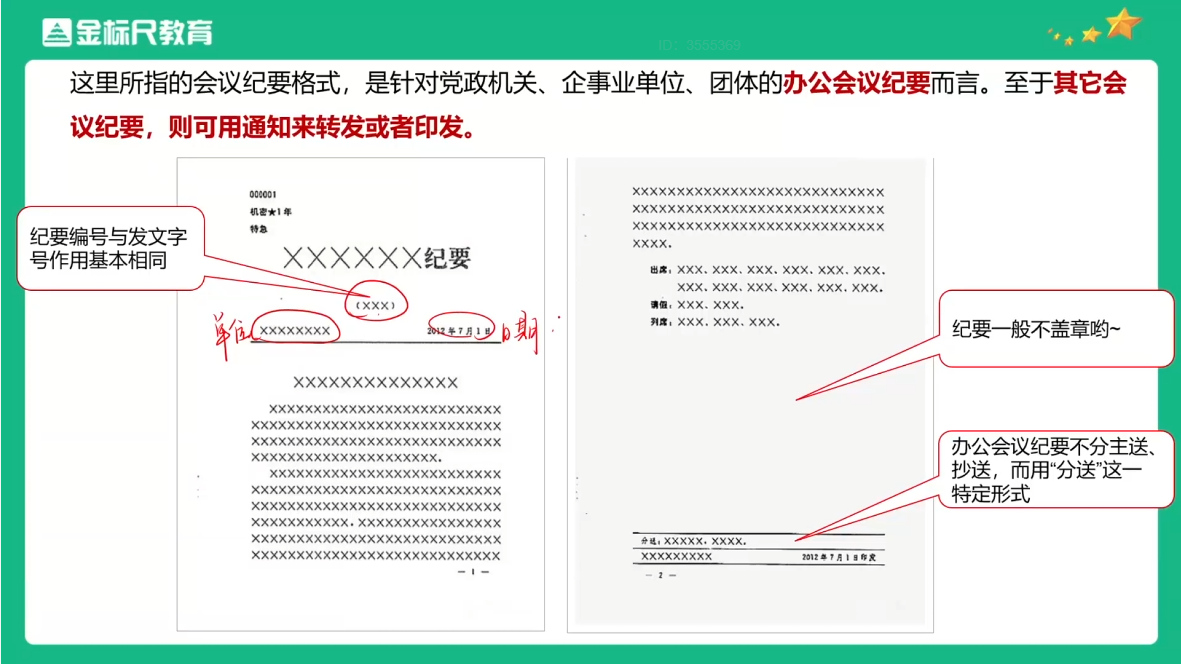 金标尺教育
ID: 3555369
这里所指的会议纪要格式，是针对党政机关、企事业单位、团体的办公会议纪要而言。至于其它会
议纪要，则可用通知来转发或者印发。
纪要编号与发文字
号作用基本相同
000001
机密★1年
特急
XXXXXX纪要
（XXX）
单位
XXXXXXXX
2012年7月1日
日期
XXXXXXXXXXXXXX
XXXXXXXXXXXXXXXXXXXXXXXX
XXXXXXXXXXXXXXXXXXXXXXXXXX
XXXXXXXXXXXXXXXXXXXXXXXXXX
XXXXXXXXXXXXXXXXXXXX。
XXXXXXXXXXXXXXXXXXXXXXXX
XXXXXXXXXXXXXXXXXXXXXXXXXX
XXXXXXXXXXXXXXXXXXXXXXXXXX
XXXXXXXXXXX。XXXXXXXXXXXXXX
XXXXXXXXXXXXXXXXXXXXXXXXXX
XXXXXXXXXXXXXXXXXXXXXXXXXX
— 1 —
XXXXXXXXXXXXXXXXXXXXXXXXXX
XXXXXXXXXXXXXXXXXXXXXXXXXX
XXXXXXXXXXXXXXXXXXXXXXXXXX
XXXX。
出席：XXX、XXX、XXX、XXX、XXX、XXX、
XXX、XXX、XXX、XXX、XXX、XXX。
请假：XXX、XXX。
列席：XXX、XXX、XXX。
纪要一般不盖章哟~
办公会议纪要不分主送、
抄送，而用“分送”这一
特定形式
分送：XXXXX，XXXX。
XXXXXXXXX
2012年7月1日印发
— 2 —